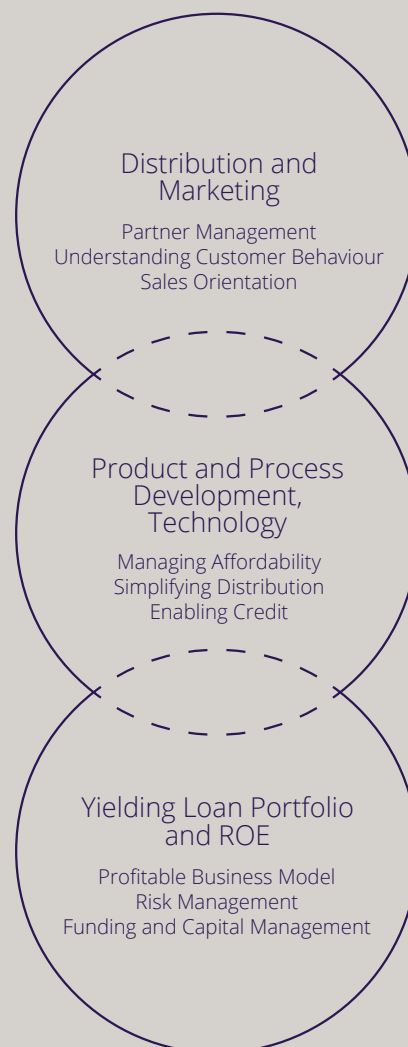 Distribution and
Marketing
Partner Management
Understanding Customer Behaviour
Sales Orientation
Product and Process
Development,
Technology
Managing Affordability
Simplifying Distribution
Enabling Credit
Yielding Loan Portfolio
and ROE
Profitable Business Model
Risk Management
Funding and Capital Management